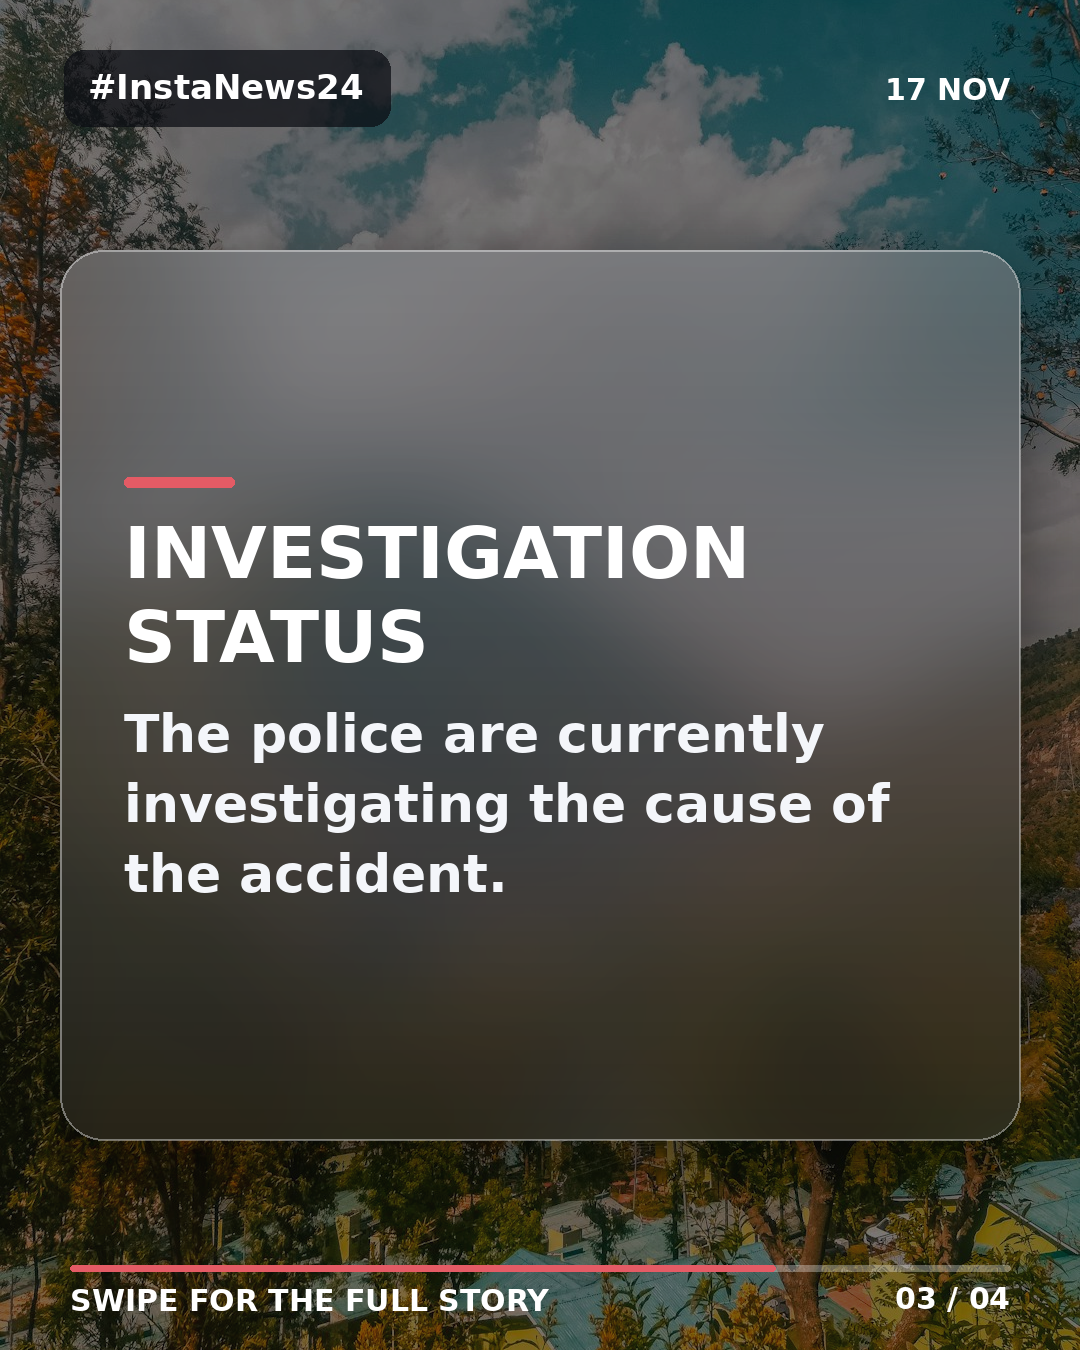 #InstaNews24
17 NOV
INVESTIGATION
STATUS
The police are currently
investigating the cause of
the accident.
SWIPE FOR THE FULL STORY
03 / 04